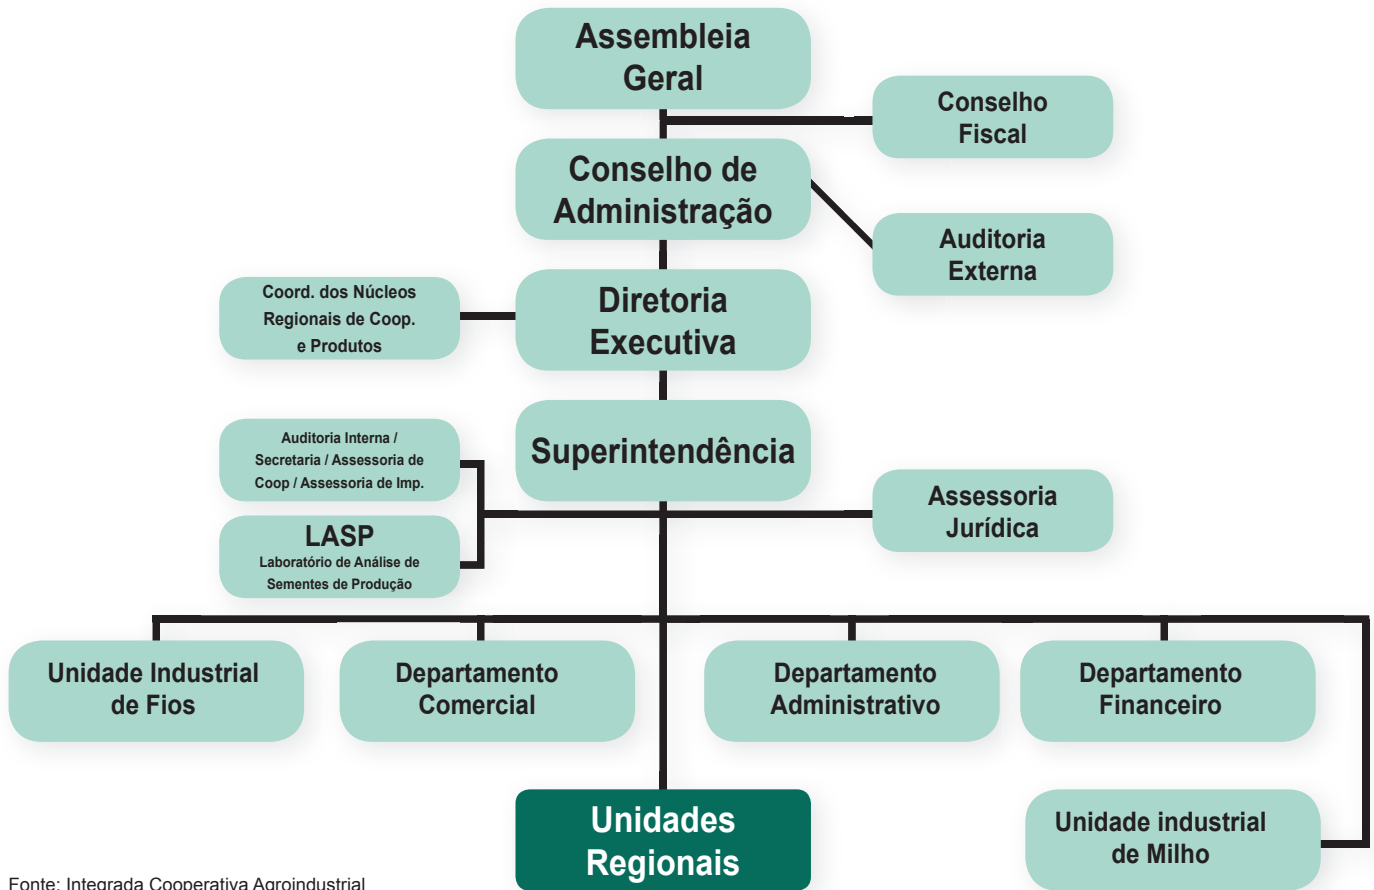 Assembleia
Geral
Conselho
Fiscal
Conselho de
Administração
Auditoria
Externa
Coord. dos Núcleos
Regionais de Coop.
e Produtos
Diretoria
Executiva
Auditoria Interna /
Secretaria / Assessoria de
Coop / Assessoria de Imp.
Superintendência
LASP
Laboratório de Análise de
Sementes de Produção
Assessoria
Jurídica
Unidade Industrial
de Fios
Departamento
Comercial
Departamento
Administrativo
Departamento
Financeiro
Unidades
Regionais
Unidade industrial
de Milho
Fonte: Integrada Cooperativa Agroindustrial